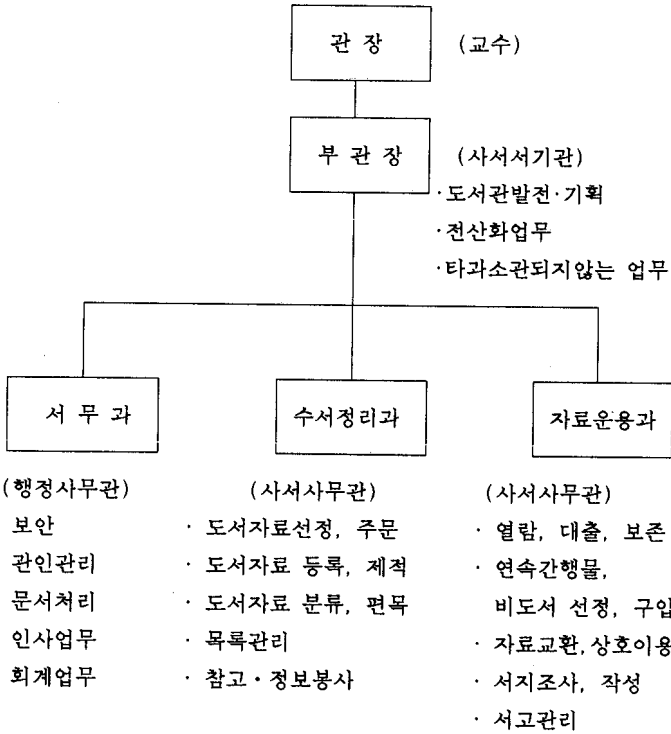 관 장 (교수)
부 관 장 (사서서기관)
·도서관발전·기획
·전산화업무
·타과소관되지않는 업무
서 무 과
(행정사무관)
보안
관인관리
문서처리
인사업무
회계업무
수서정리과
(사서사무관)
· 도서자료선정, 주문
· 도서자료 등록, 제적
· 도서자료 분류, 편목
· 목록관리
· 참고·정보봉사
자료운용과
(사서사무관)
· 열람, 대출, 보존
· 연속간행물,
비도서 선정, 구입
· 자료교환, 상호이용
· 서지조사, 작성
· 서고관리